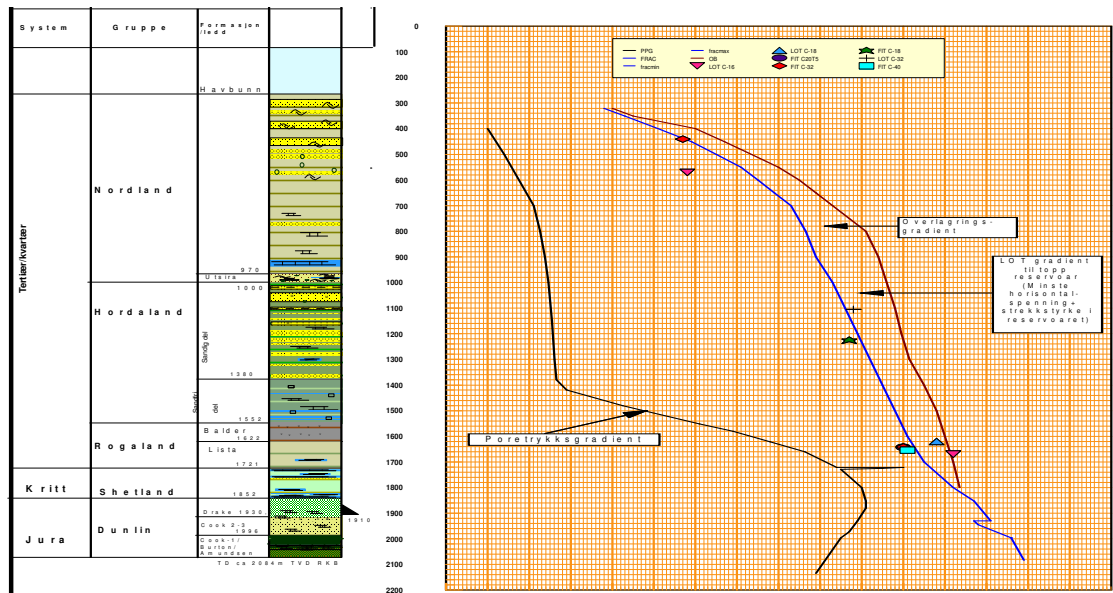 System Gruppe Formasjon
/ledd
Havbunn
Tertiær/kvartær
Nordland
970
Utsira
1000
Hordaland
Sandig del
1380
del
1552
Balder
1622
Rogaland
Lista
1721
Kritt
Shetland
1852
Drake 1930,
1910
Dunlin
Cook 2-3
1996
Jura
Cook-1/
Burton/
Amundsen
TD ca 2084m TVD RKB
0
100
200
300
400
500
600
700
800
900
1000
1100
1200
1300
1400
1500
1600
1700
1800
1900
2000
2100
2200
PPG fracmax LOT C-18 FIT C-18
FRAC OB FIT C20T5 LOT C-32
fracmin LOT C-16 FIT C-32 FIT C-40
Overlagrings-
gradient
LOT gradient
til topp
reservoar
(Minste
horisontal-
spenning+
strekkstyrke i
reservoaret)
Poretrykksgradient